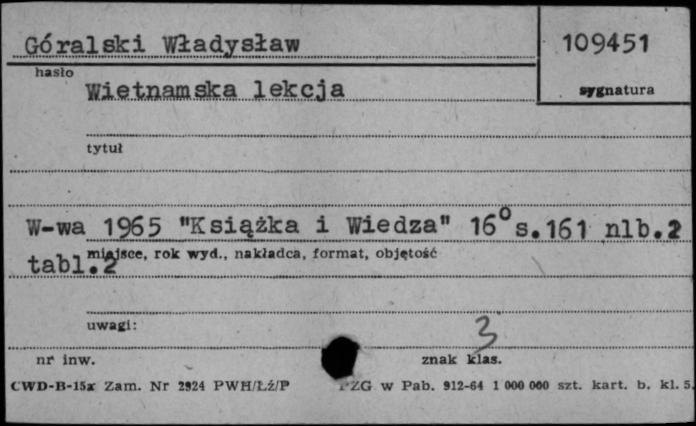 Góralski Władysław
109451
hasło
Wietnamska lekcja
sygnatura
tytuł
W-wa 1965 "Książka i Wiedza" 16° s.161 nlb.2
miejsce, rok wyd., nakładca, format, objętość
tabl.2
uwagi:
3
nr inw.
znak klas.
CWD-B-15x Zam. Nr 2924 PWH/Łź/P
PZG w Pab. 912-64 1 000 000 szt. kart. b. kl. 5.